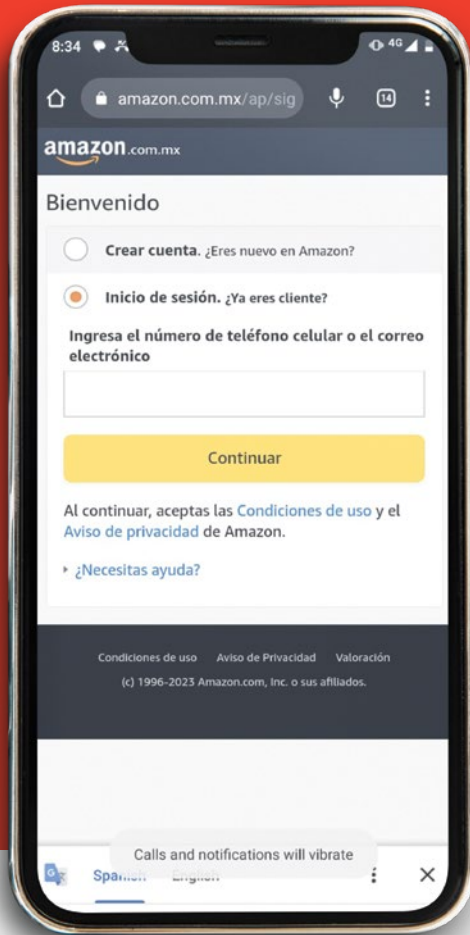 8:34
4G
amazon.com.mx/ap/sig
14
amazon.com.mx
Bienvenido
Crear cuenta. ¿Eres nuevo en Amazon?
Inicio de sesión. ¿Ya eres cliente?
Ingresa el número de teléfono celular o el correo
electrónico
Continuar
Al continuar, aceptas las Condiciones de uso y el
Aviso de privacidad de Amazon.
¿Necesitas ayuda?
Condiciones de uso Aviso de Privacidad Valoración
(c) 1996-2023 Amazon.com, Inc. o sus afiliados.
Calls and notifications will vibrate
Spanish English